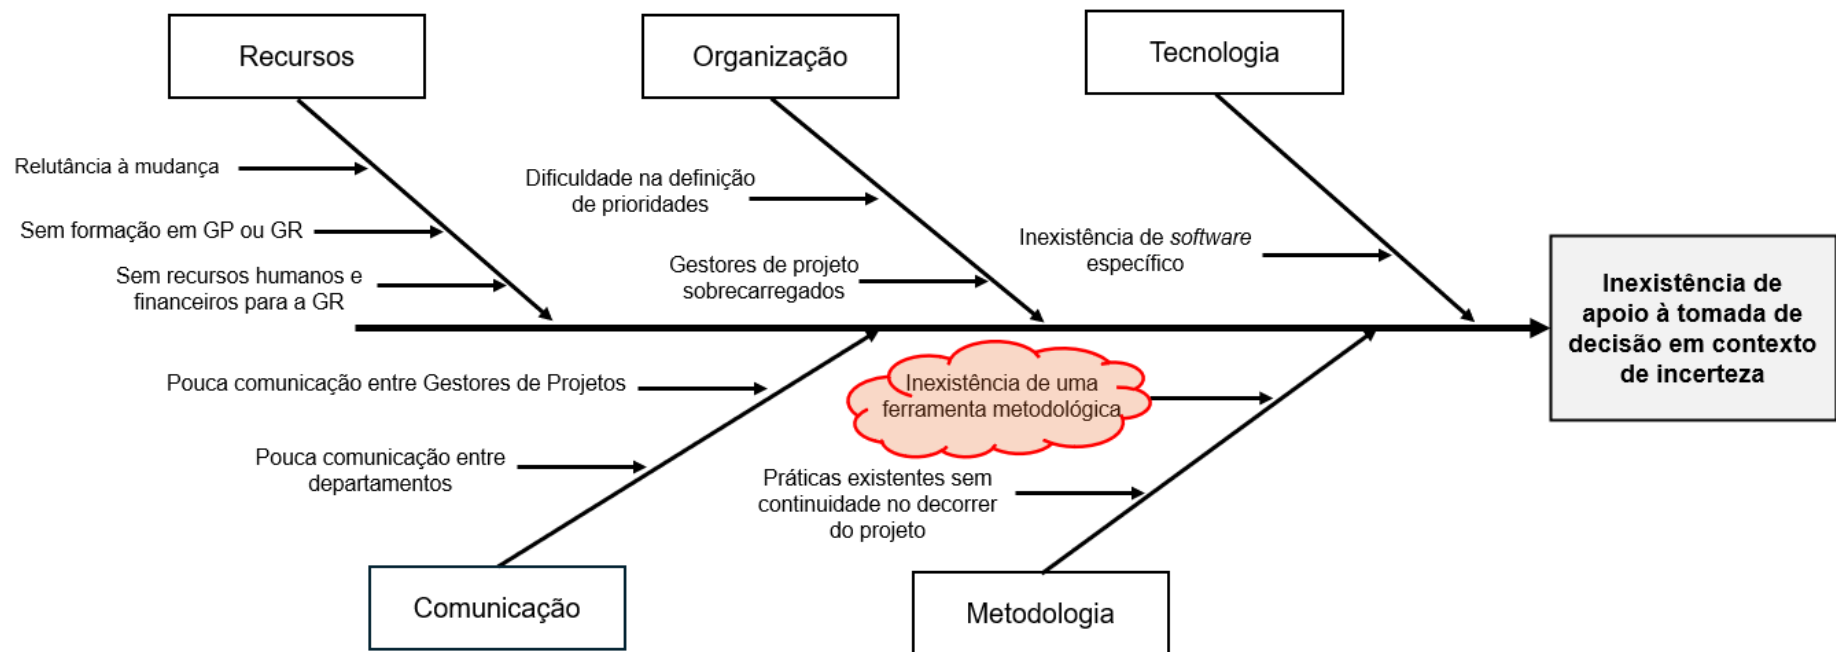 Recursos
Organização
Tecnologia
Relutância à mudança
Sem formação em GP ou GR
Sem recursos humanos e
financeiros para a GR
Dificuldade na definição
de prioridades
Gestores de projeto
sobrecarregados
Inexistência de software
específico
Inexistência de
apoio à tomada de
decisão em contexto
de incerteza
Pouca comunicação entre Gestores de Projetos
Pouca comunicação entre
departamentos
Inexistência de uma
ferramenta metodológica
Práticas existentes sem
continuidade no decorrer
do projeto
Comunicação
Metodologia